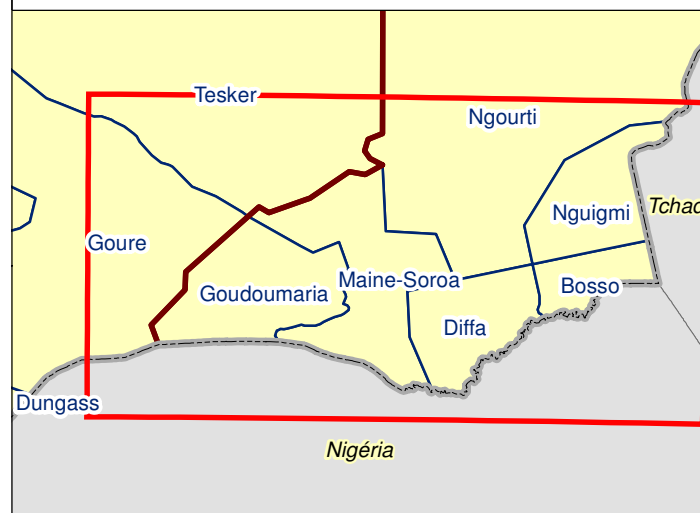 Tesker
Ngourti
Nguigmi
Tchad
Goure
Maine-Soroa
Goudoumaria
Bosso
Diffa
Dungass
Nigéria